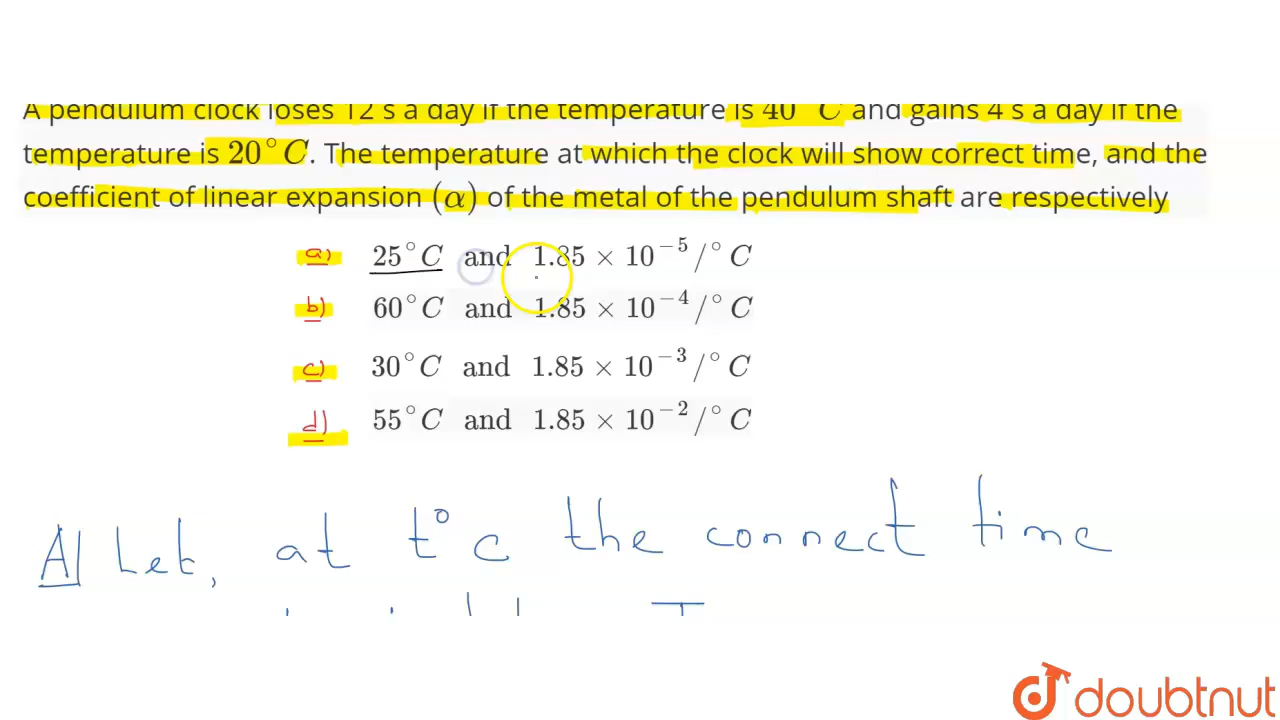 A pendulum clock loses 12 s a day if the temperature is 40° C and gains 4 s a day if the
temperature is 20° C. The temperature at which the clock will show correct time, and the
coefficient of linear expansion (α) of the metal of the pendulum shaft are respectively
a) 25° C and 1.85 × 10⁻⁵/° C
b) 60° C and 1.85 × 10⁻⁴/° C
c) 30° C and 1.85 × 10⁻³/° C
d) 55° C and 1.85 × 10⁻²/° C
A| Let, at t°c the connect time
doubtnut